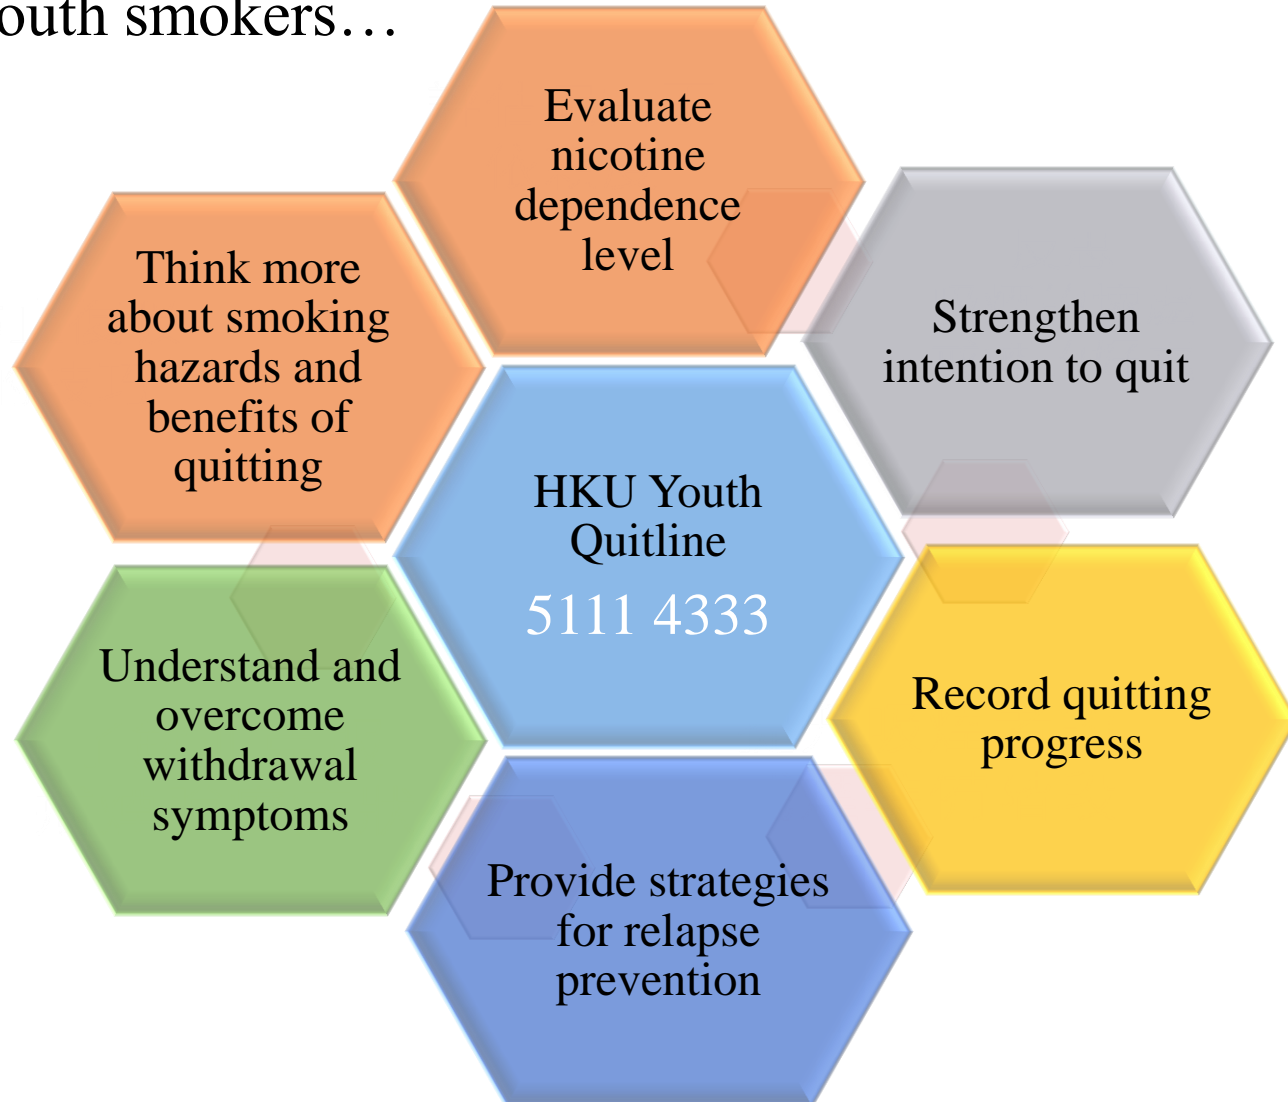 outh smokers…
Evaluate
nicotine
dependence
level
Think more
about smoking
hazards and
benefits of
quitting
Strengthen
intention to quit
HKU Youth
Quitline
5111 4333
Understand and
overcome
withdrawal
symptoms
Record quitting
progress
Provide strategies
for relapse
prevention